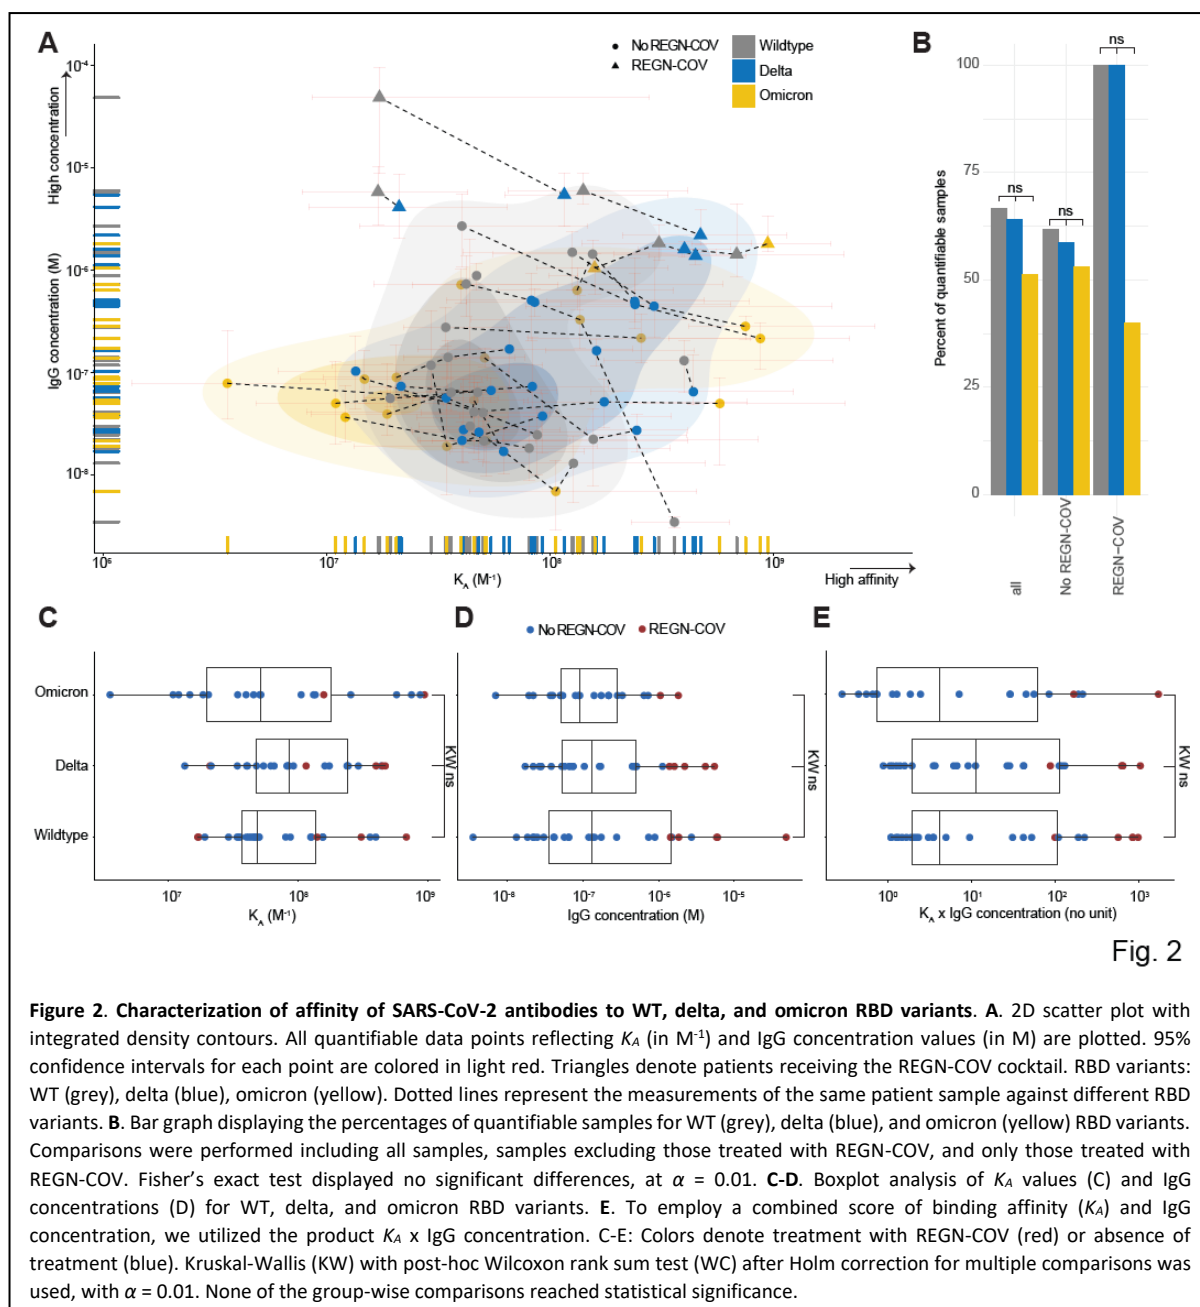 A
B
No REGN-COV
REGN-COV
Wildtype
Delta
Omicron
High concentration
IgG concentration (M)
10⁻⁴
10⁻⁵
10⁻⁶
10⁻⁷
10⁻⁸
10⁶
10⁷
10⁸
10⁹
K_A (M⁻¹)
High affinity
Percent of quantifiable samples
100
75
50
25
0
ns
ns
ns
all
No REGN-COV
REGN-COV
C
D
E
No REGN-COV
REGN-COV
Omicron
Delta
Wildtype
KW ns
KW ns
KW ns
10⁷
10⁸
10⁹
K_A (M⁻¹)
10⁻⁸
10⁻⁷
10⁻⁶
10⁻⁵
IgG concentration (M)
10⁰
10¹
10²
10³
K_A x IgG concentration (no unit)
Fig. 2
Figure 2. Characterization of affinity of SARS-CoV-2 antibodies to WT, delta, and omicron RBD variants. A. 2D scatter plot with
integrated density contours. All quantifiable data points reflecting K_A (in M⁻¹) and IgG concentration values (in M) are plotted. 95%
confidence intervals for each point are colored in light red. Triangles denote patients receiving the REGN-COV cocktail. RBD variants:
WT (grey), delta (blue), omicron (yellow). Dotted lines represent the measurements of the same patient sample against different RBD
variants. B. Bar graph displaying the percentages of quantifiable samples for WT (grey), delta (blue), and omicron (yellow) RBD variants.
Comparisons were performed including all samples, samples excluding those treated with REGN-COV, and only those treated with
REGN-COV. Fisher's exact test displayed no significant differences, at α = 0.01. C-D. Boxplot analysis of K_A values (C) and IgG
concentrations (D) for WT, delta, and omicron RBD variants. E. To employ a combined score of binding affinity (K_A) and IgG
concentration, we utilized the product K_A x IgG concentration. C-E: Colors denote treatment with REGN-COV (red) or absence of
treatment (blue). Kruskal-Wallis (KW) with post-hoc Wilcoxon rank sum test (WC) after Holm correction for multiple comparisons was
used, with α = 0.01. None of the group-wise comparisons reached statistical significance.